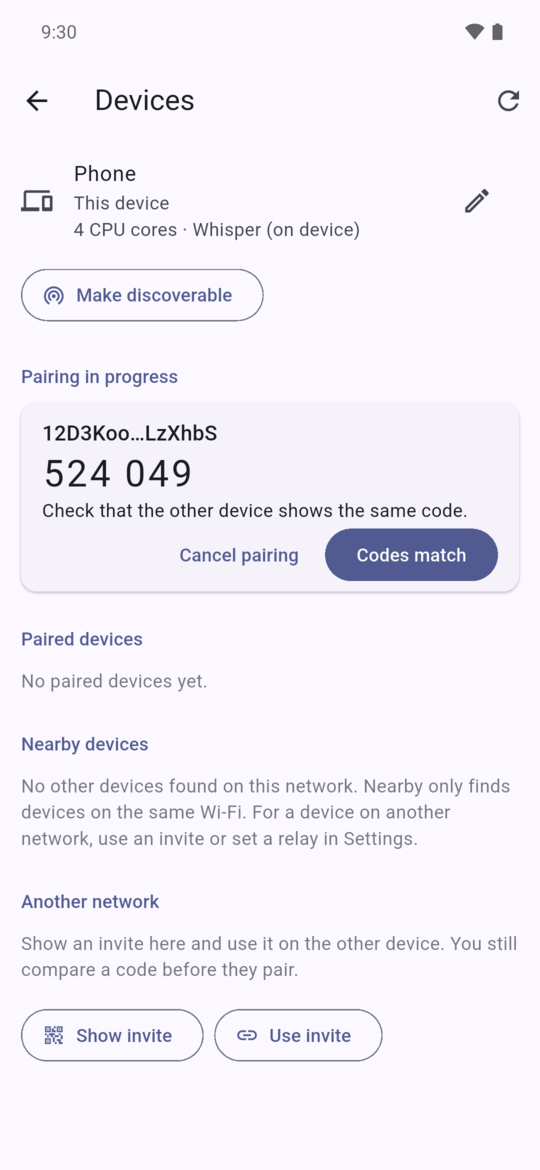 9:30
Devices
Phone
This device
4 CPU cores · Whisper (on device)
Make discoverable
Pairing in progress
12D3Koo…LzXhbS
524 049
Check that the other device shows the same code.
Cancel pairing
Codes match
Paired devices
No paired devices yet.
Nearby devices
No other devices found on this network. Nearby only finds
devices on the same Wi-Fi. For a device on another
network, use an invite or set a relay in Settings.
Another network
Show an invite here and use it on the other device. You still
compare a code before they pair.
Show invite
Use invite